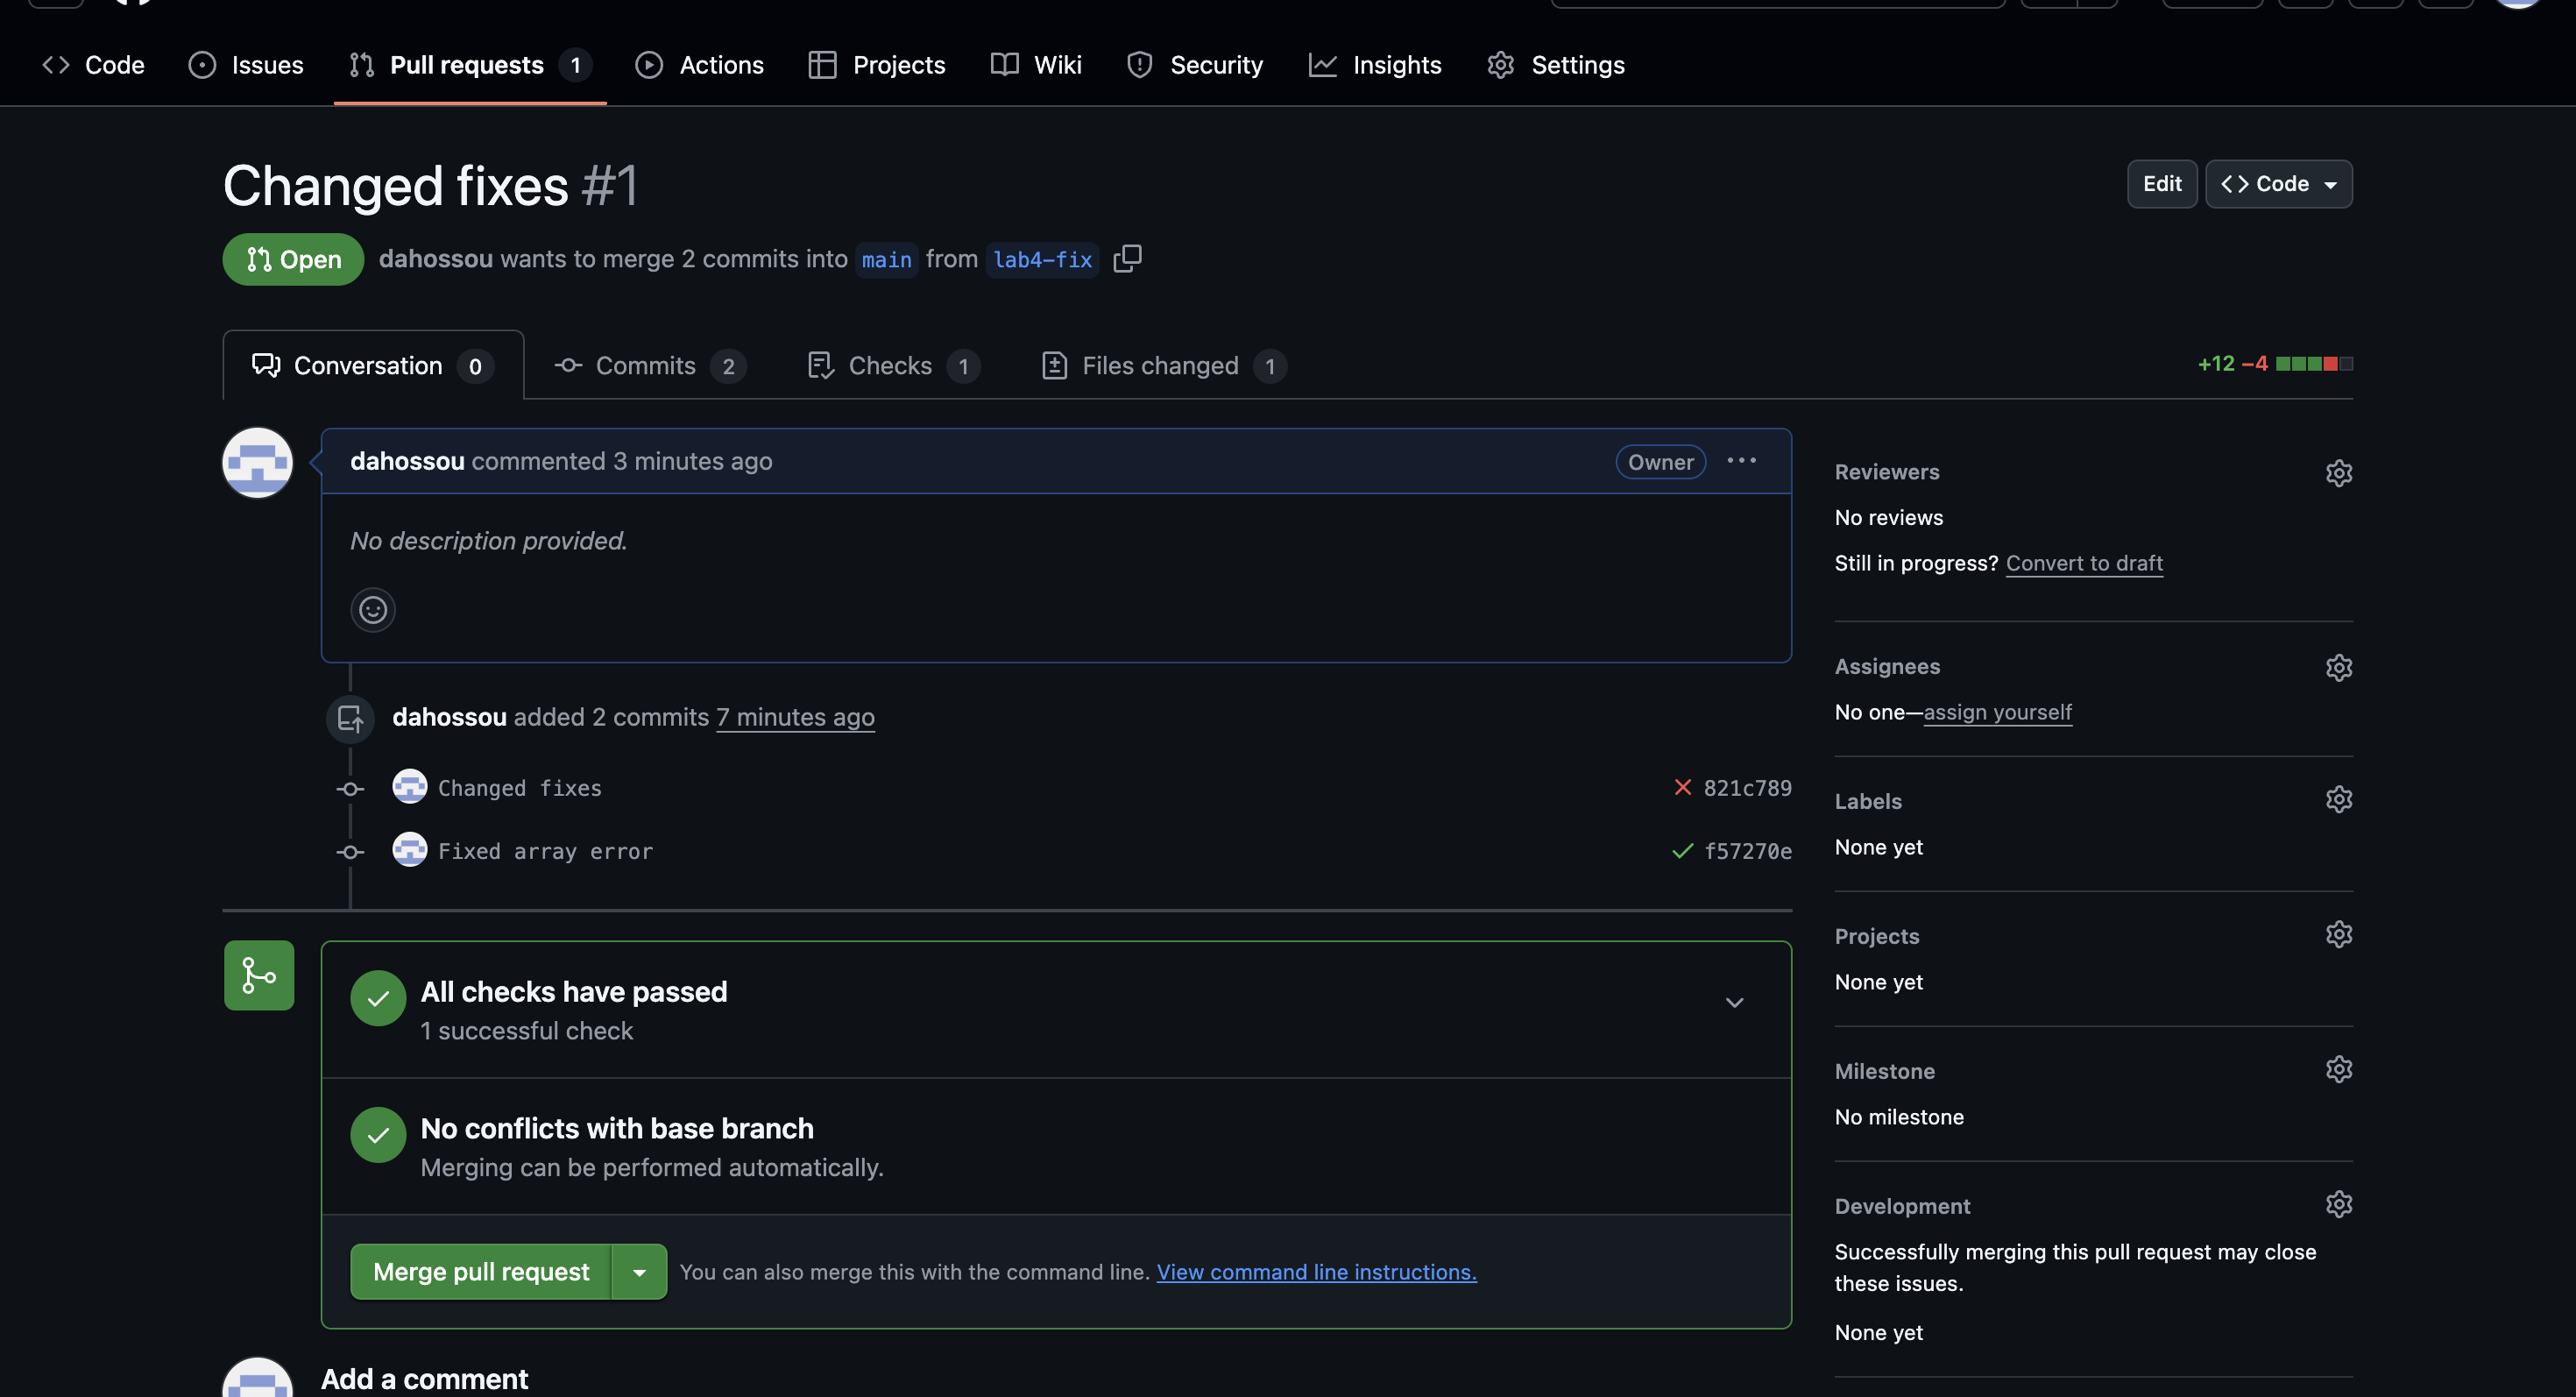 Code Issues Pull requests 1 Actions Projects Wiki Security Insights Settings
Changed fixes #1
Edit Code
Open dahossou wants to merge 2 commits into main from lab4-fix
Conversation 0 Commits 2 Checks 1 Files changed 1 +12 −4
dahossou commented 3 minutes ago Owner
No description provided.
dahossou added 2 commits 7 minutes ago
Changed fixes 821c789
Fixed array error f57270e
All checks have passed
1 successful check
No conflicts with base branch
Merging can be performed automatically.
Merge pull request You can also merge this with the command line. View command line instructions.
Add a comment
Reviewers
No reviews
Still in progress? Convert to draft
Assignees
No one—assign yourself
Labels
None yet
Projects
None yet
Milestone
No milestone
Development
Successfully merging this pull request may close
these issues.
None yet